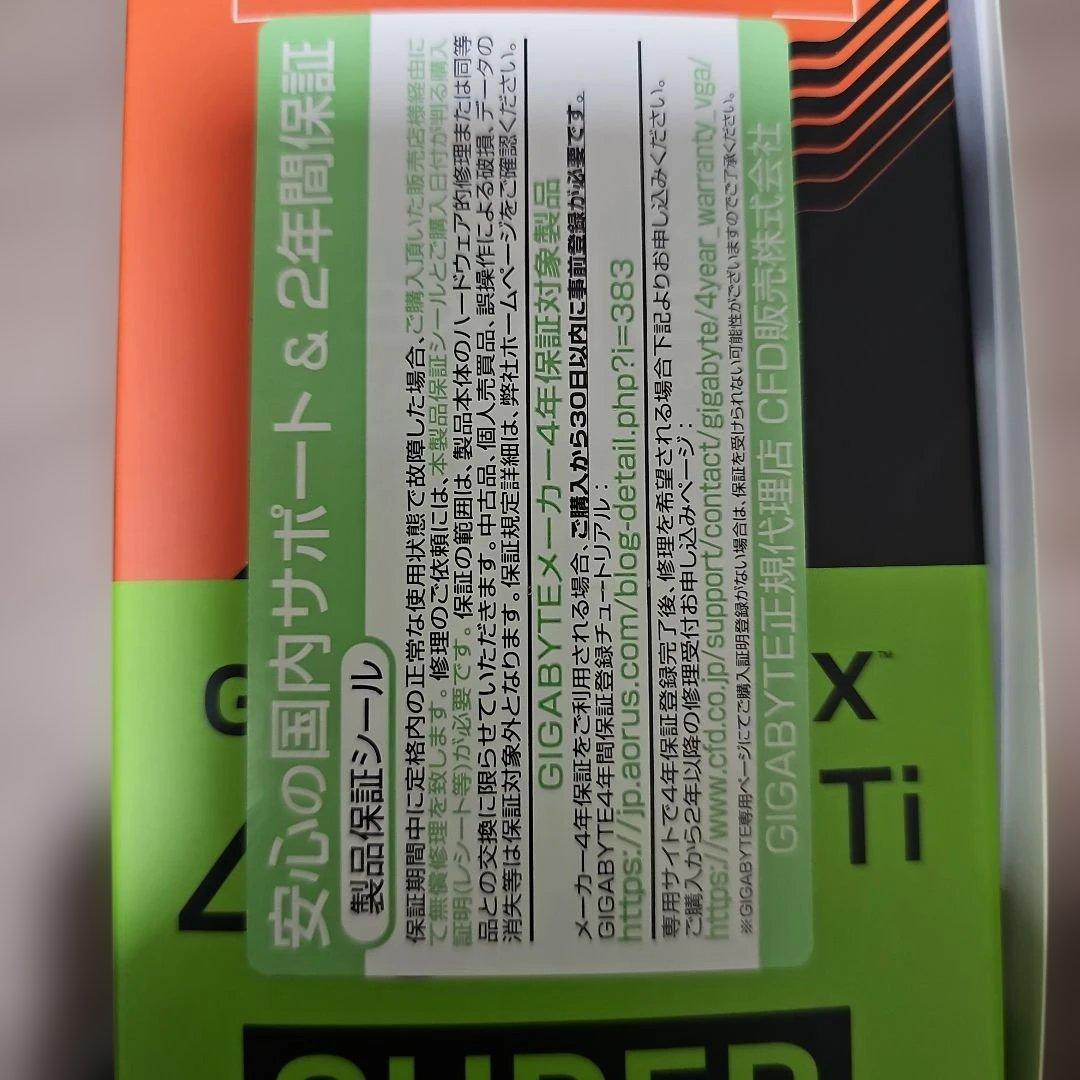 安心の国内サポート & 2年間保証
製品保証シール
保証期間中に定格内の正常な使用状態で故障した場合、ご購入頂いた販売店様経由に
て無償修理を致します。修理のご依頼には、本製品保証シールとご購入日付が判る購入
証明(レシート等)が必要です。保証の範囲は、製品本体のハードウェア的修理または同等
品との交換に限らせていただきます。中古品、個人売買品、誤操作による破損、データの
消失等は保証対象外となります。保証規定詳細は、弊社ホームページをご確認ください。
GIGABYTEメーカー4年保証対象製品
メーカー4年保証をご利用される場合、ご購入から30日以内に事前登録が必要です。
GIGABYTE4年間保証登録チュートリアル：
https://jp.aorus.com/blog-detail.php?i=383
専用サイトで4年保証登録完了後、修理を希望される場合下記よりお申し込みください。
ご購入から2年以降の修理受付お申し込みページ：
https://www.cfd.co.jp/support/contact/gigabyte/4year_warranty_vga/
※GIGABYTE専用ページにてご購入証明登録がない場合は、保証を受けられない可能性がございますのでご了承ください。
GIGABYTE正規代理店 CFD販売株式会社
G X™
4 Ti
SUPER